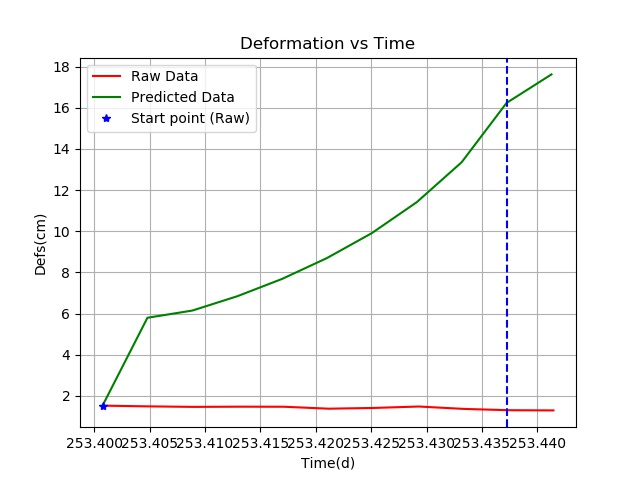 Deformation vs Time
Raw Data
Predicted Data
Start point (Raw)
Defs(cm)
18
16
14
12
10
8
6
4
2
253.400 253.405 253.410 253.415 253.420 253.425 253.430 253.435 253.440
Time(d)